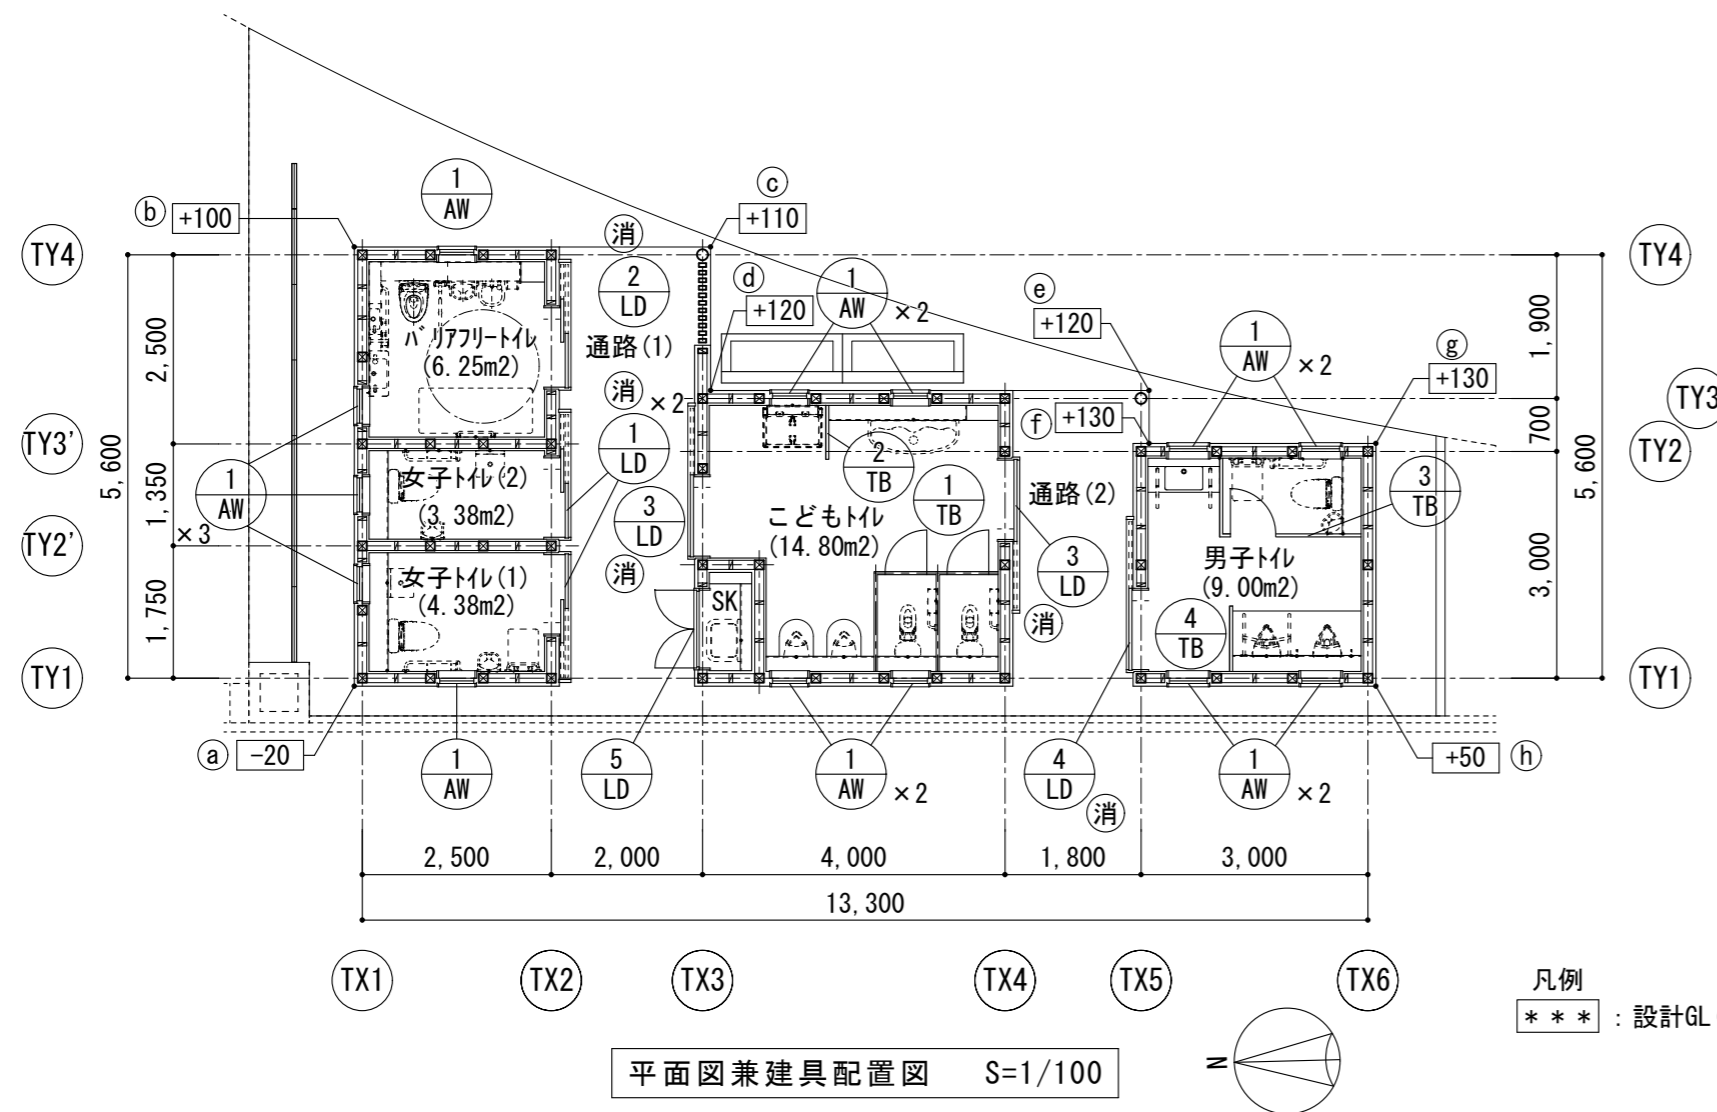 1
AW
ⓒ
ⓑ +100
+110
消
TY4
TY4
2
LD
ⓓ
+120
1
AW
×2
ⓔ
+120
1
AW
×2
ⓖ
+130
1,900
バリアフリートイレ
(6.25m2)
通路(1)
2,500
消
×2
TY3
ⓕ +130
700
TY3'
TY2
1
LD
2
TB
3
TB
5,600
5,600
1
AW
×3
1,350
女子トイレ(2)
(3.38m2)
3
LD
1
TB
通路(2)
こどもトイレ
(14.80m2)
TY2'
消
3
LD
男子トイレ
(9.00m2)
3,000
女子トイレ(1)
(4.38m2)
SK
1,750
消
4
TB
TY1
TY1
ⓐ -20
1
AW
5
LD
1
AW
×2
4
LD
消
1
AW
×2
+50 ⓗ
2,500
2,000
4,000
1,800
3,000
13,300
TX1
TX2
TX3
TX4
TX5
TX6
凡例
*** : 設計GL
N
平面図兼建具配置図 S=1/100